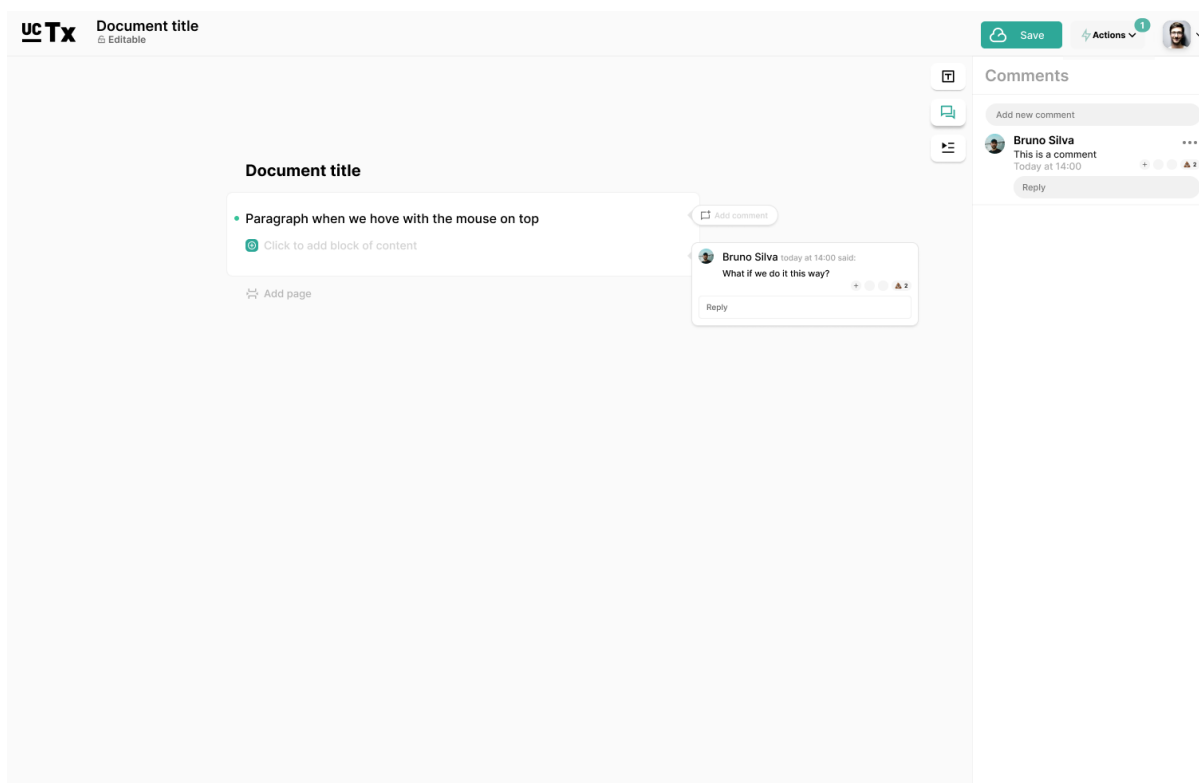 UC Tx
Document title
Editable
Save
Actions
1
Comments
Add new comment
Bruno Silva
This is a comment
Today at 14:00
+ 2
Reply
Document title
Paragraph when we hove with the mouse on top
Add comment
Click to add block of content
Add page
Bruno Silva today at 14:00 said:
What if we do it this way?
+ 2
Reply